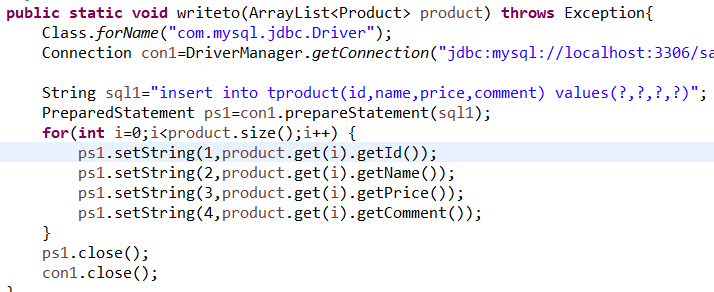 public static void writeto(ArrayList<Product> product) throws Exception{
Class.forName("com.mysql.jdbc.Driver");
Connection con1=DriverManager.getConnection("jdbc:mysql://localhost:3306/sa
String sql1="insert into tproduct(id,name,price,comment) values(?,?,?,?)";
PreparedStatement ps1=con1.prepareStatement(sql1);
for(int i=0;i<product.size();i++) {
ps1.setString(1,product.get(i).getId());
ps1.setString(2,product.get(i).getName());
ps1.setString(3,product.get(i).getPrice());
ps1.setString(4,product.get(i).getComment());
}
ps1.close();
con1.close();
}